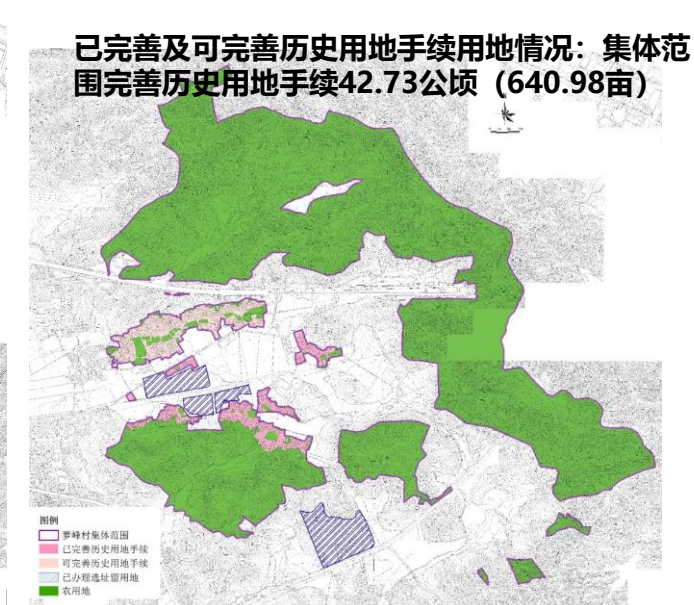 已完善及可完善历史用地手续用地情况：集体范
围完善历史用地手续42.73公顷（640.98亩）
图例
萝峰村集体范围
已完善历史用地手续
可完善历史用地手续
已办理选址留用地
农用地